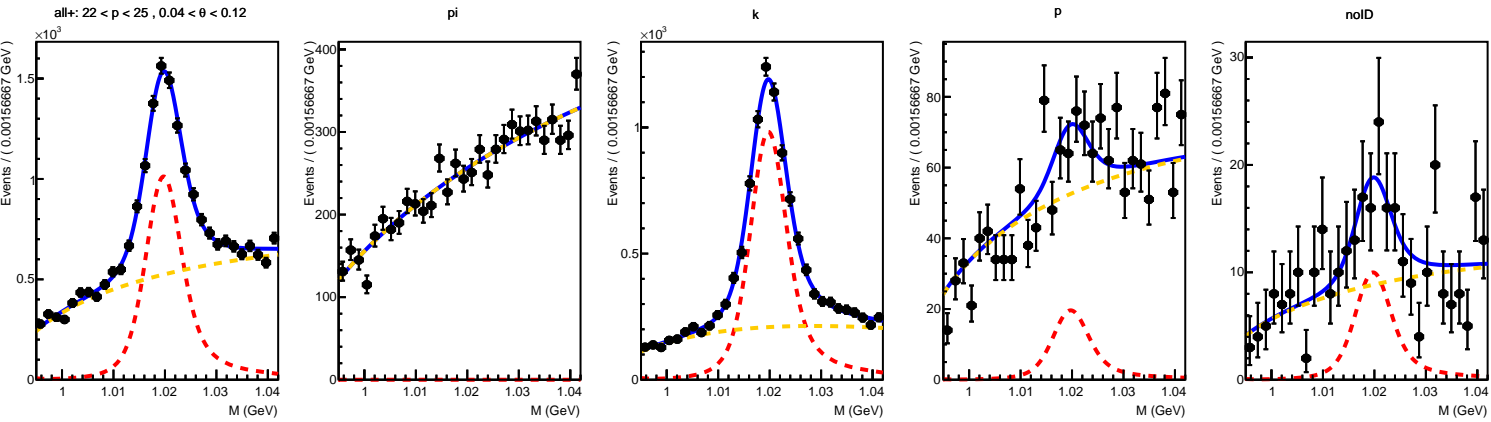 all+: 22 < p < 25 , 0.04 < θ < 0.12
×10³
Events / ( 0.00156667 GeV )
1.5
1
0.5
0
1 1.01 1.02 1.03 1.04
M (GeV)
pi
Events / ( 0.00156667 GeV )
400
300
200
100
0
1 1.01 1.02 1.03 1.04
M (GeV)
k
×10³
Events / ( 0.00156667 GeV )
1
0.5
0
1 1.01 1.02 1.03 1.04
M (GeV)
p
Events / ( 0.00156667 GeV )
80
60
40
20
0
1 1.01 1.02 1.03 1.04
M (GeV)
noID
Events / ( 0.00156667 GeV )
30
20
10
0
1 1.01 1.02 1.03 1.04
M (GeV)